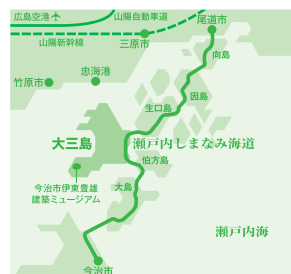 広島空港
山陽自動車道
尾道市
山陽新幹線
三原市
向島
忠海港
竹原市
因島
生口島
大三島
瀬戸内しまなみ海道
伯方島
今治市伊東豊雄
建築ミュージアム
大島
瀬戸内海
今治市